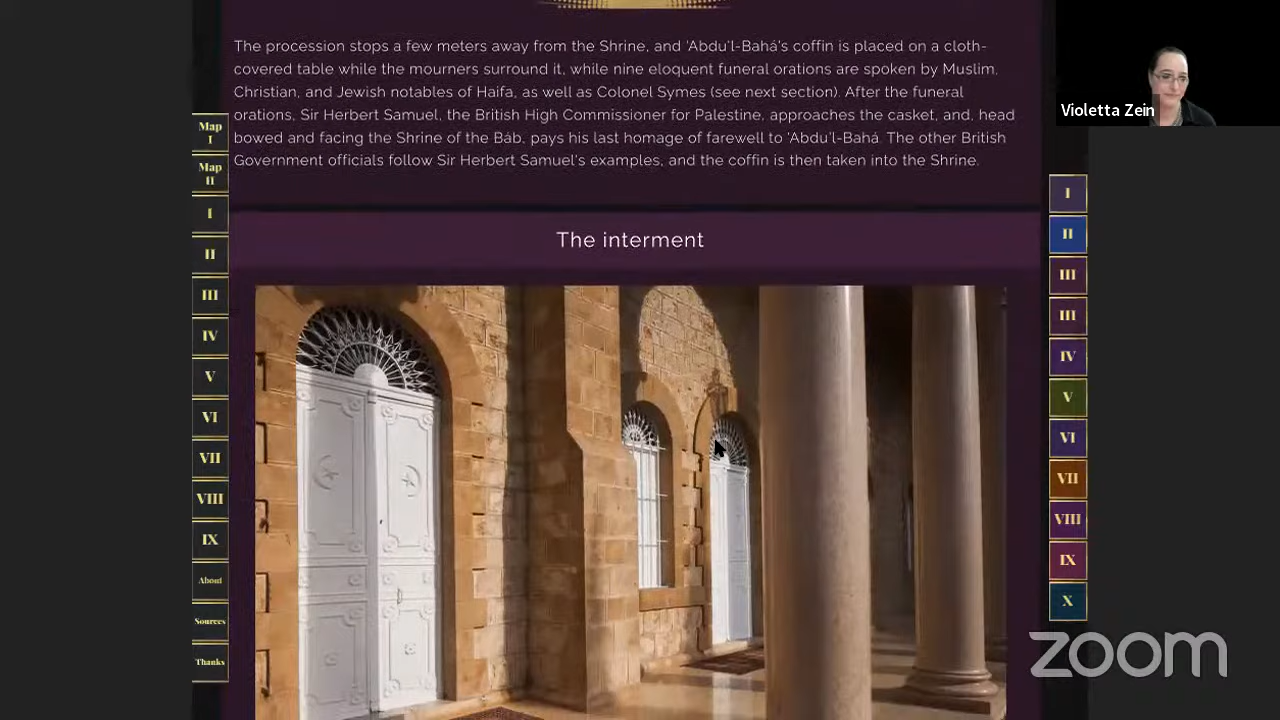 The procession stops a few meters away from the Shrine, and 'Abdu'l-Bahá's coffin is placed on a cloth-
covered table while the mourners surround it, while nine eloquent funeral orations are spoken by Muslim,
Christian, and Jewish notables of Haifa, as well as Colonel Symes (see next section). After the funeral
orations, Sir Herbert Samuel, the British High Commissioner for Palestine, approaches the casket, and, head
bowed and facing the Shrine of the Báb, pays his last homage of farewell to 'Abdu'l-Bahá. The other British
Government officials follow Sir Herbert Samuel's examples, and the coffin is then taken into the Shrine.
Violetta Zein
Map
I
Map
II
I
II
III
IV
V
VI
VII
VIII
IX
About
Sources
Thanks
The interment
I
II
III
III
IV
V
VI
VII
VIII
IX
X
zoom